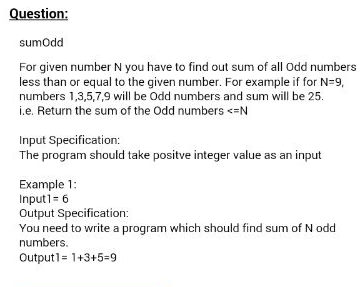 Question:
sumOdd
For given number N you have to find out sum of all Odd numbers
less than or equal to the given number. For example if for N=9,
numbers 1,3,5,7,9 will be Odd numbers and sum will be 25.
i.e. Return the sum of the Odd numbers <=N
Input Specification:
The program should take positve integer value as an input
Example 1:
Input1= 6
Output Specification:
You need to write a program which should find sum of N odd
numbers.
Output1= 1+3+5=9